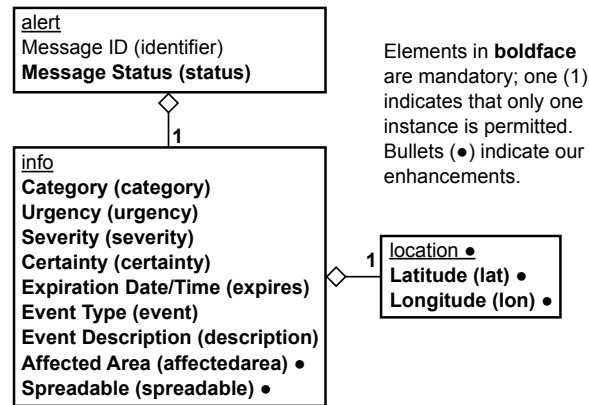 alert
Message ID (identifier)
Message Status (status)
Elements in boldface
are mandatory; one (1)
indicates that only one
instance is permitted.
Bullets (●) indicate our
enhancements.
1
info
Category (category)
Urgency (urgency)
Severity (severity)
Certainty (certainty)
Expiration Date/Time (expires)
Event Type (event)
Event Description (description)
Affected Area (affectedarea) ●
Spreadable (spreadable) ●
1
location ●
Latitude (lat) ●
Longitude (lon) ●